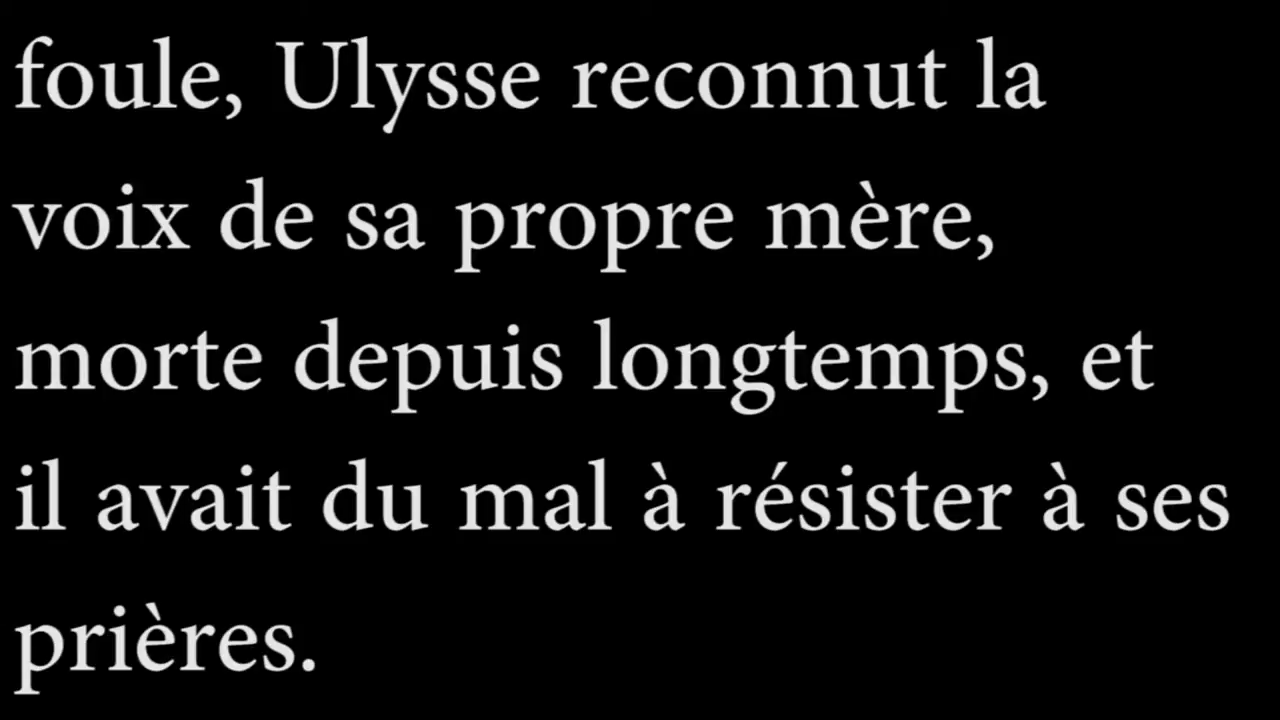 foule, Ulysse reconnut la
voix de sa propre mère,
morte depuis longtemps, et
il avait du mal à résister à ses
prières.